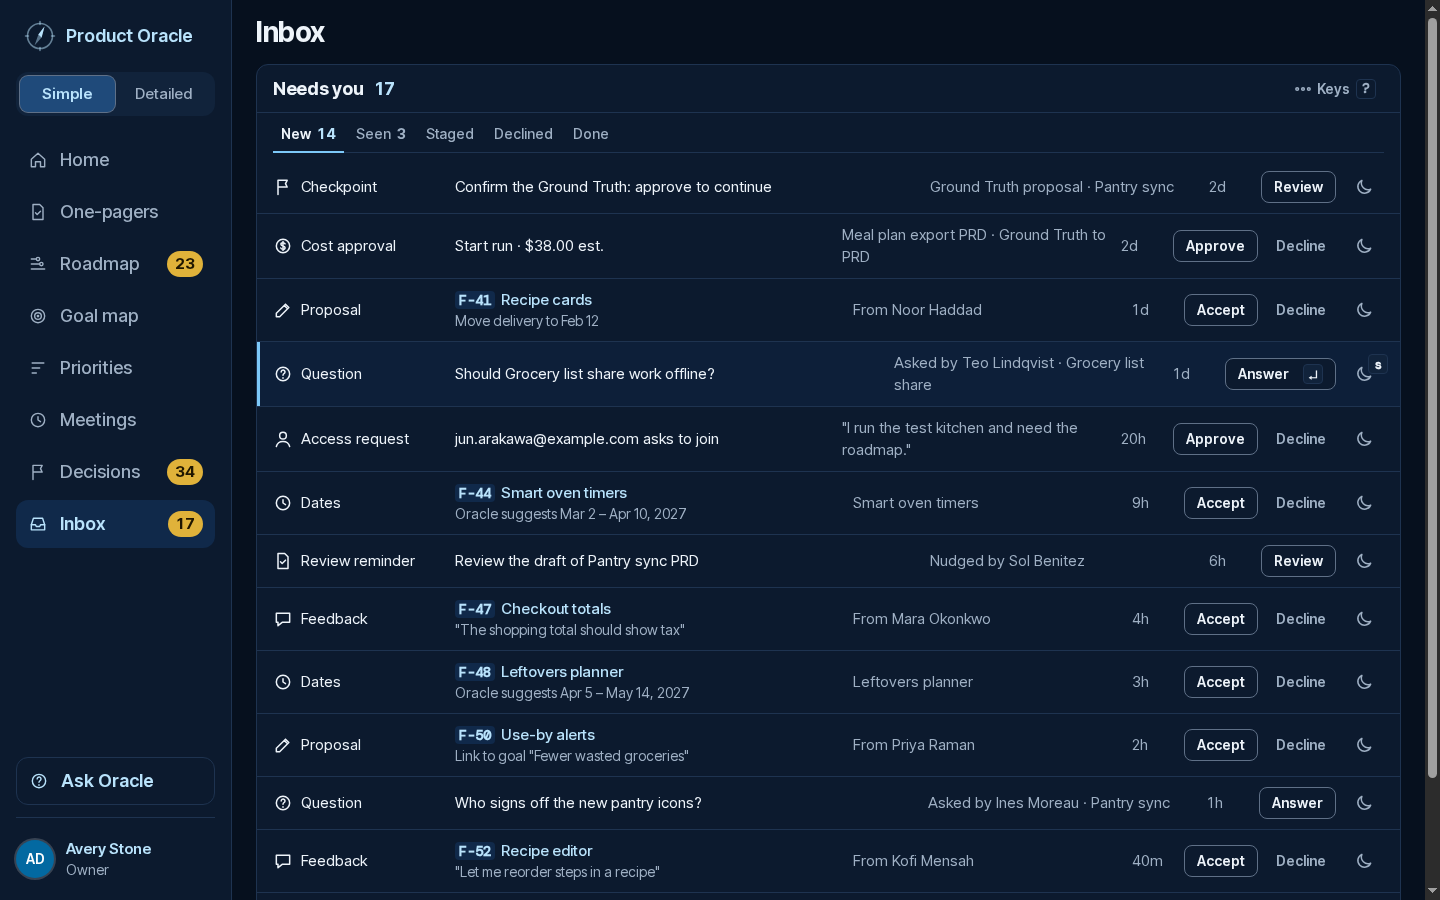 Product Oracle
Simple
Detailed
Home
One-pagers
Roadmap 23
Goal map
Priorities
Meetings
Decisions 34
Inbox 17
Ask Oracle
AD
Avery Stone
Owner
Inbox
Needs you 17
Keys ?
New 14 Seen 3 Staged Declined Done
Checkpoint Confirm the Ground Truth: approve to continue Ground Truth proposal · Pantry sync 2d Review
Cost approval Start run · $38.00 est. Meal plan export PRD · Ground Truth to
PRD 2d Approve Decline
Proposal F-41 Recipe cards
Move delivery to Feb 12
From Noor Haddad 1d Accept Decline
Question Should Grocery list share work offline? Asked by Teo Lindqvist · Grocery list
share 1d Answer ↵ s
Access request jun.arakawa@example.com asks to join "I run the test kitchen and need the
roadmap." 20h Approve Decline
Dates F-44 Smart oven timers
Oracle suggests Mar 2 – Apr 10, 2027
Smart oven timers 9h Accept Decline
Review reminder Review the draft of Pantry sync PRD Nudged by Sol Benitez 6h Review
Feedback F-47 Checkout totals
"The shopping total should show tax"
From Mara Okonkwo 4h Accept Decline
Dates F-48 Leftovers planner
Oracle suggests Apr 5 – May 14, 2027
Leftovers planner 3h Accept Decline
Proposal F-50 Use-by alerts
Link to goal "Fewer wasted groceries"
From Priya Raman 2h Accept Decline
Question Who signs off the new pantry icons? Asked by Ines Moreau · Pantry sync 1h Answer
Feedback F-52 Recipe editor
"Let me reorder steps in a recipe"
From Kofi Mensah 40m Accept Decline